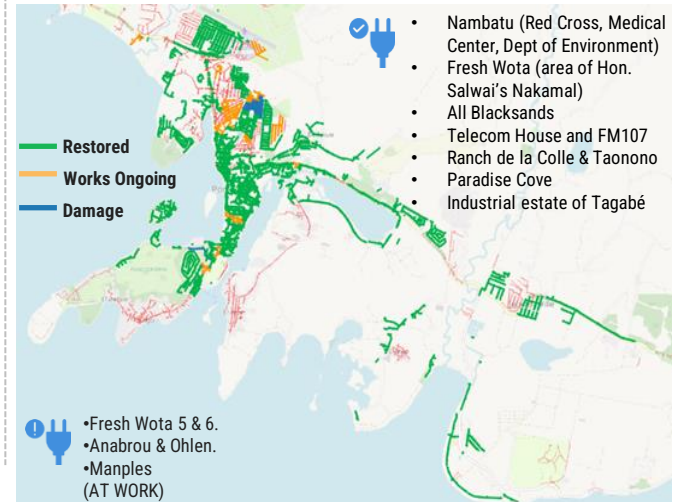 • Nambatu (Red Cross, Medical
Center, Dept of Environment)
• Fresh Wota (area of Hon.
Salwai's Nakamal)
• All Blacksands
• Telecom House and FM107
• Ranch de la Colle & Taonono
• Paradise Cove
• Industrial estate of Tagabé
Restored
Works Ongoing
Damage
•Fresh Wota 5 & 6.
•Anabrou & Ohlen.
•Manples
(AT WORK)